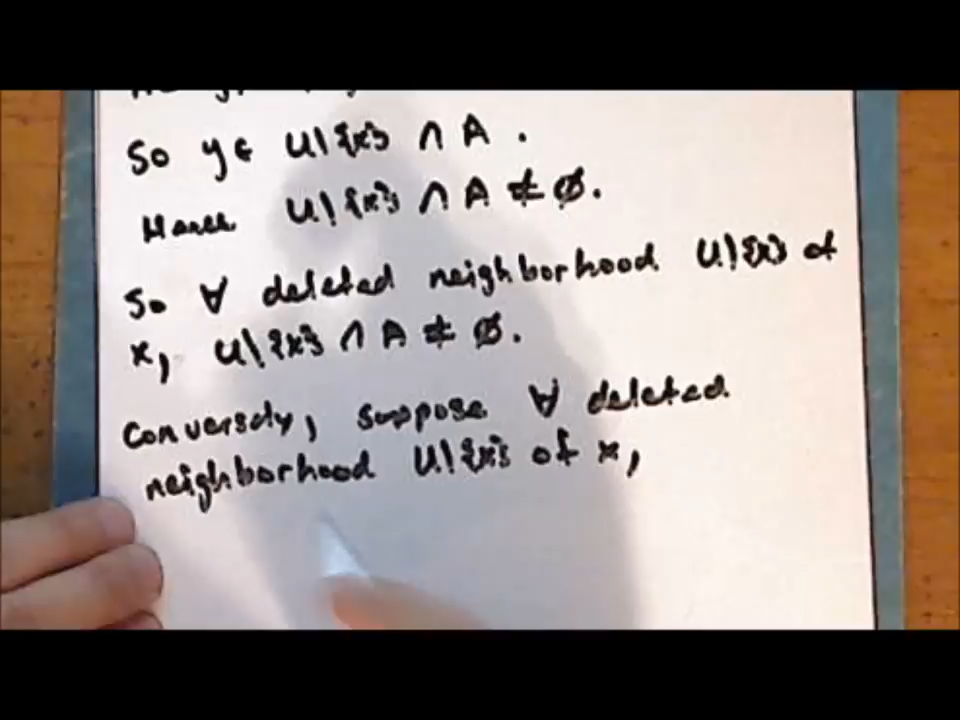 So y ∈ U\{x} ∩ A .
Hence U\{x} ∩ A ≠ ∅.
So ∀ deleted neighborhood U\{x} of
x, U\{x} ∩ A ≠ ∅.
Conversely, suppose ∀ deleted
neighborhood U\{x} of x,